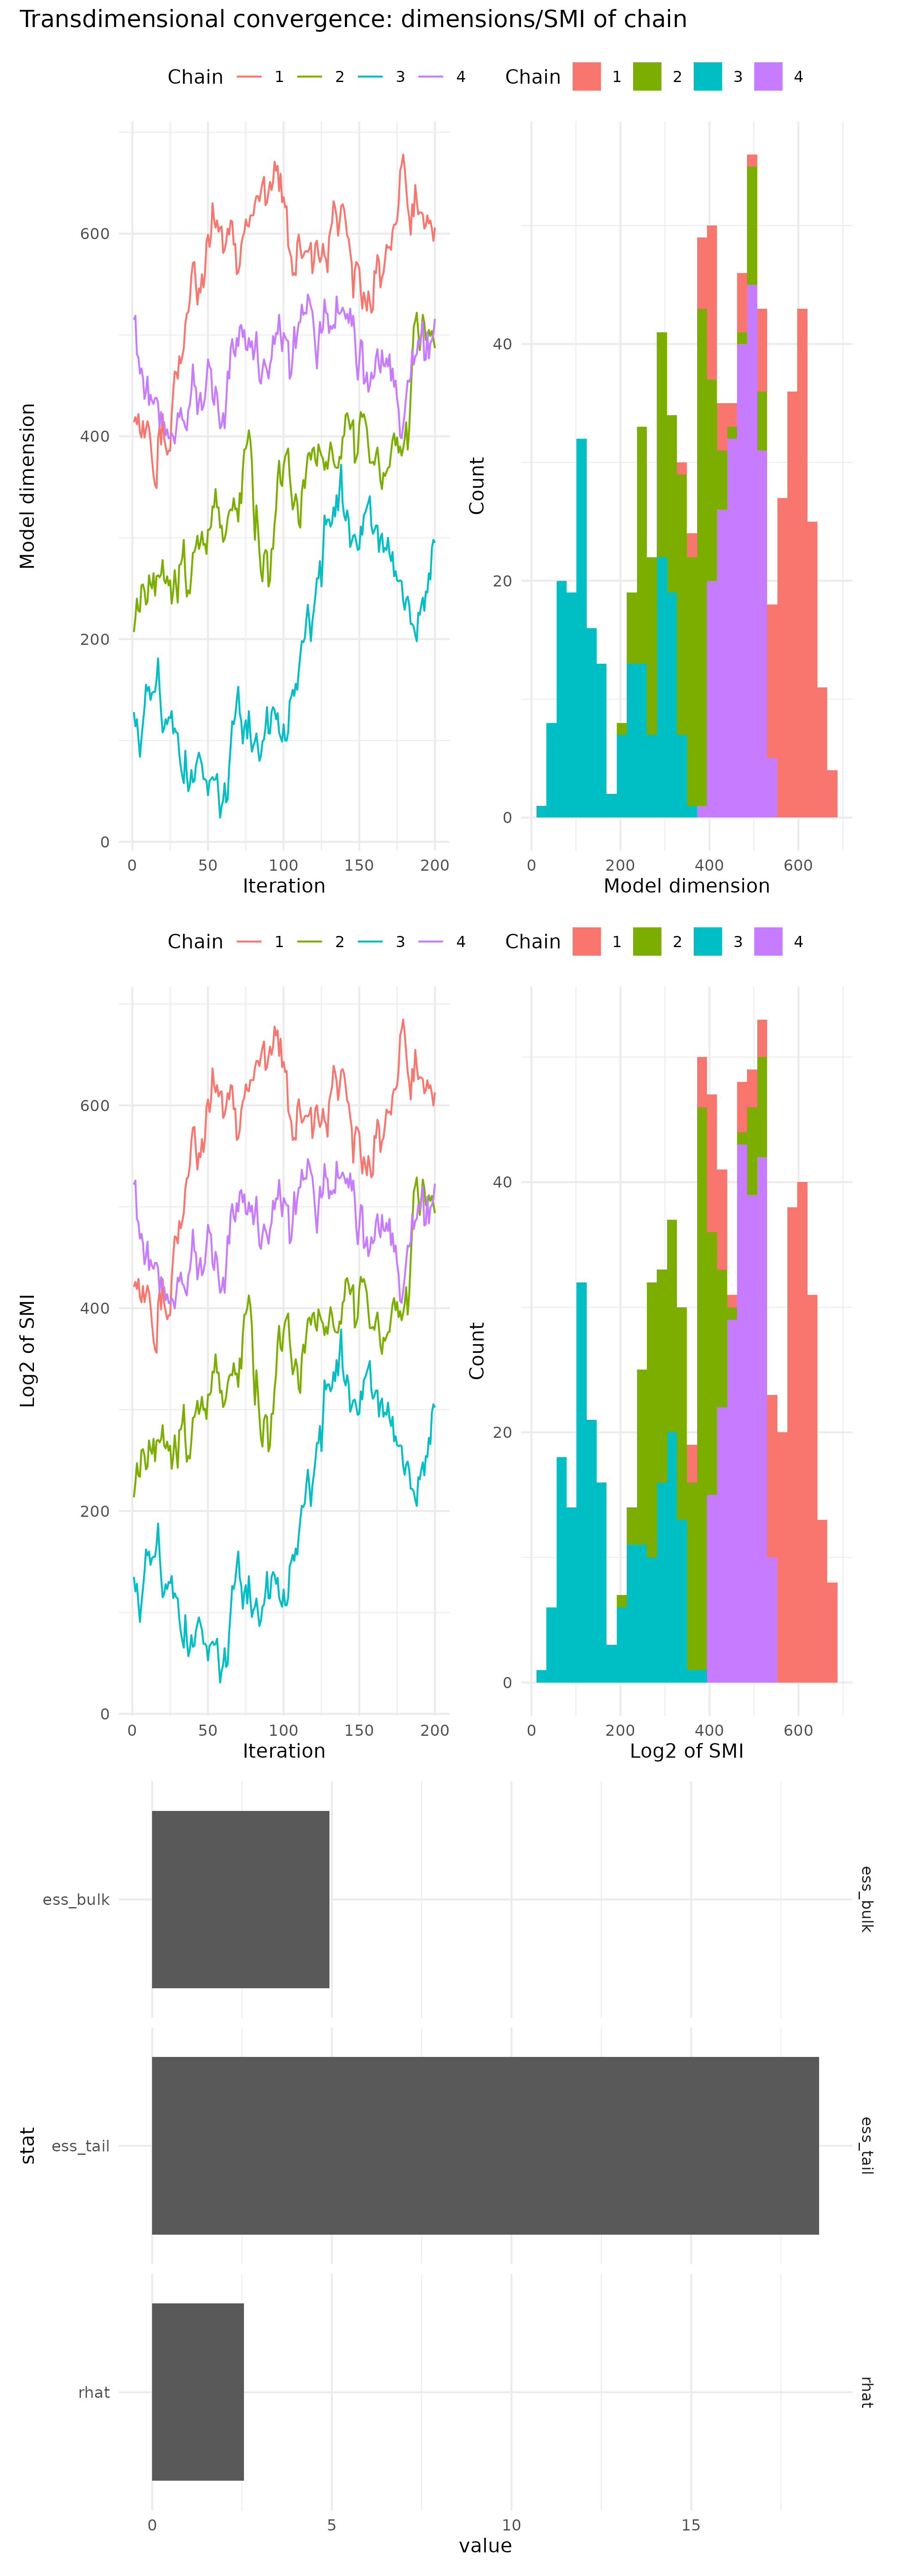 Transdimensional convergence: dimensions/SMI of chain
Chain 1 2 3 4
Chain 1 2 3 4
Model dimension
600
400
200
0
0 50 100 150 200
Iteration
Count
40
20
0
0 200 400 600
Model dimension
Chain 1 2 3 4
Chain 1 2 3 4
Log2 of SMI
600
400
200
0
0 50 100 150 200
Iteration
Count
40
20
0
0 200 400 600
Log2 of SMI
stat
ess_bulk
ess_bulk
ess_tail
ess_tail
rhat
rhat
0 5 10 15
value